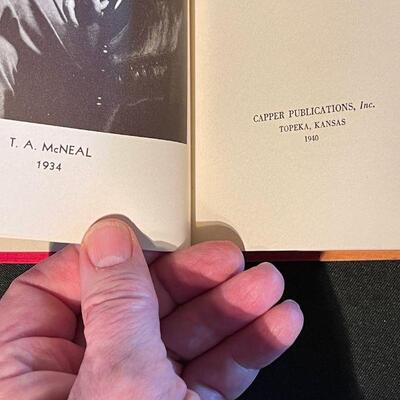 T. A. McNEAL
1934
CAPPER PUBLICATIONS, Inc.
TOPEKA, KANSAS
1940